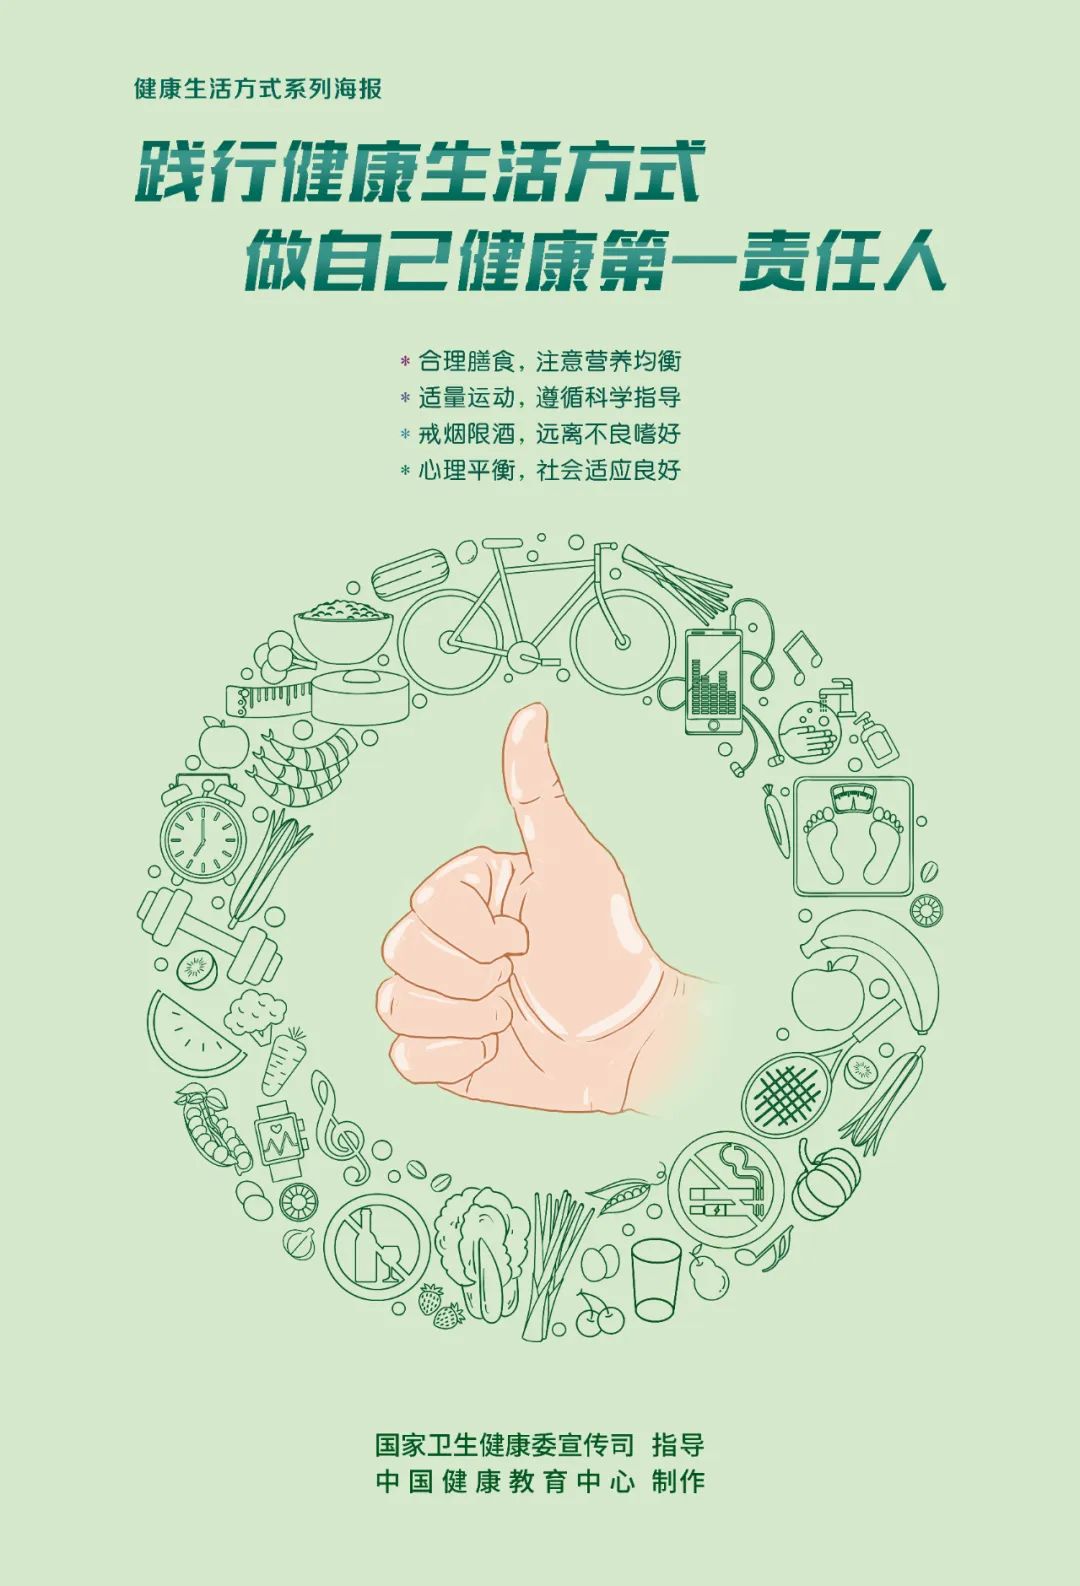 健康生活方式系列海报
践行健康生活方式
做自己健康第一责任人
* 合理膳食，注意营养均衡
* 适量运动，遵循科学指导
* 戒烟限酒，远离不良嗜好
* 心理平衡，社会适应良好
国家卫生健康委宣传司 指导
中国健康教育中心 制作